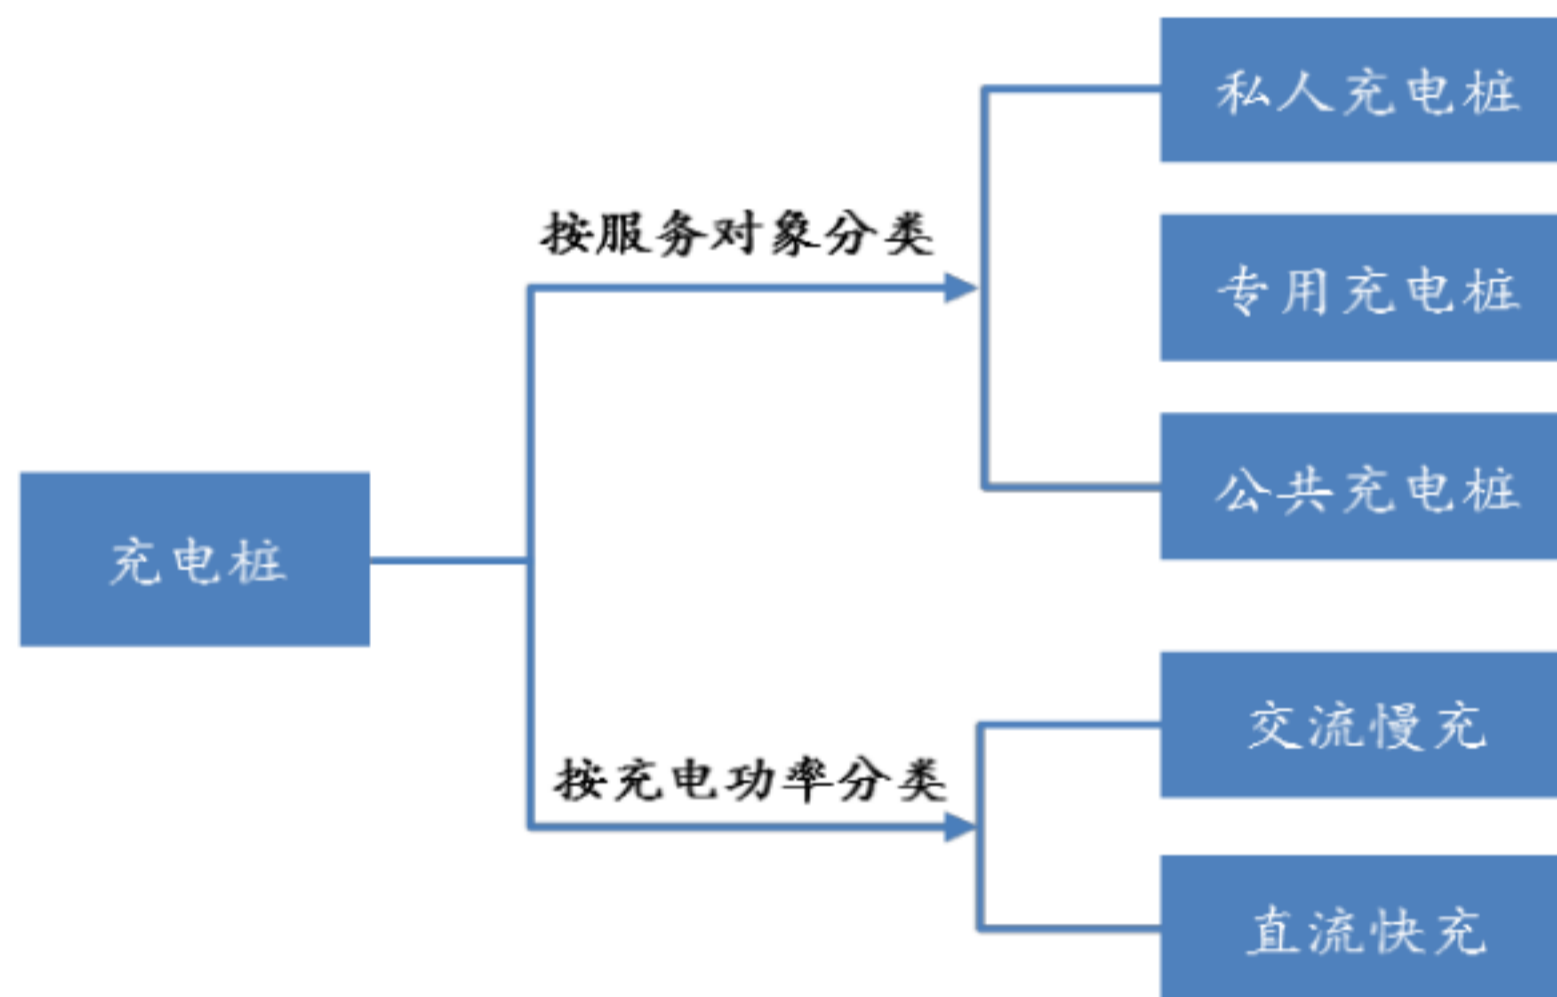 私人充电桩
按服务对象分类
专用充电桩
公共充电桩
充电桩
交流慢充
按充电功率分类
直流快充